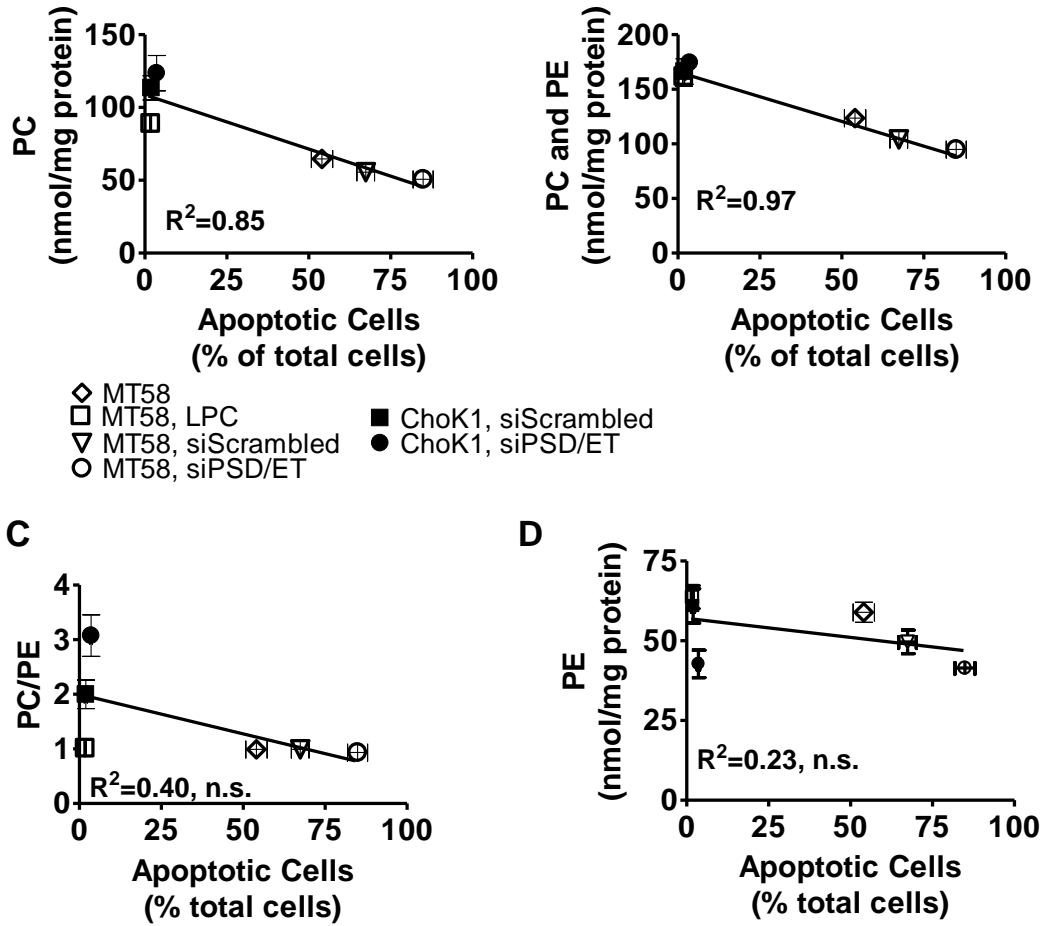 150
100
50
0
PC
(nmol/mg protein)
R²=0.85
0 25 50 75 100
Apoptotic Cells
(% of total cells)
200
150
100
50
0
PC and PE
(nmol/mg protein)
R²=0.97
0 25 50 75 100
Apoptotic Cells
(% of total cells)
MT58
MT58, LPC
MT58, siScrambled
MT58, siPSD/ET
ChoK1, siScrambled
ChoK1, siPSD/ET
C
4
3
2
1
0
PC/PE
R²=0.40, n.s.
0 25 50 75 100
Apoptotic Cells
(% total cells)
D
75
50
25
0
PE
(nmol/mg protein)
R²=0.23, n.s.
0 25 50 75 100
Apoptotic Cells
(% total cells)